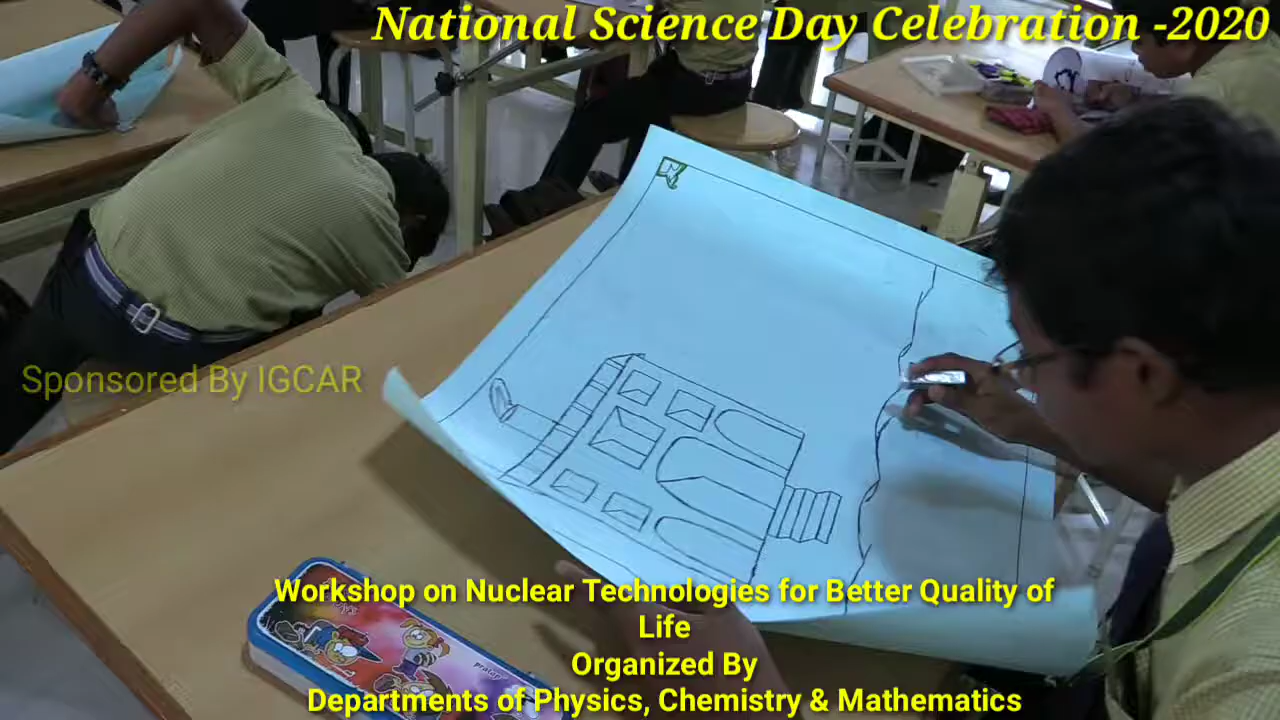 National Science Day Celebration -2020
Sponsored By IGCAR
Workshop on Nuclear Technologies for Better Quality of
Life
Organized By
Departments of Physics, Chemistry & Mathematics